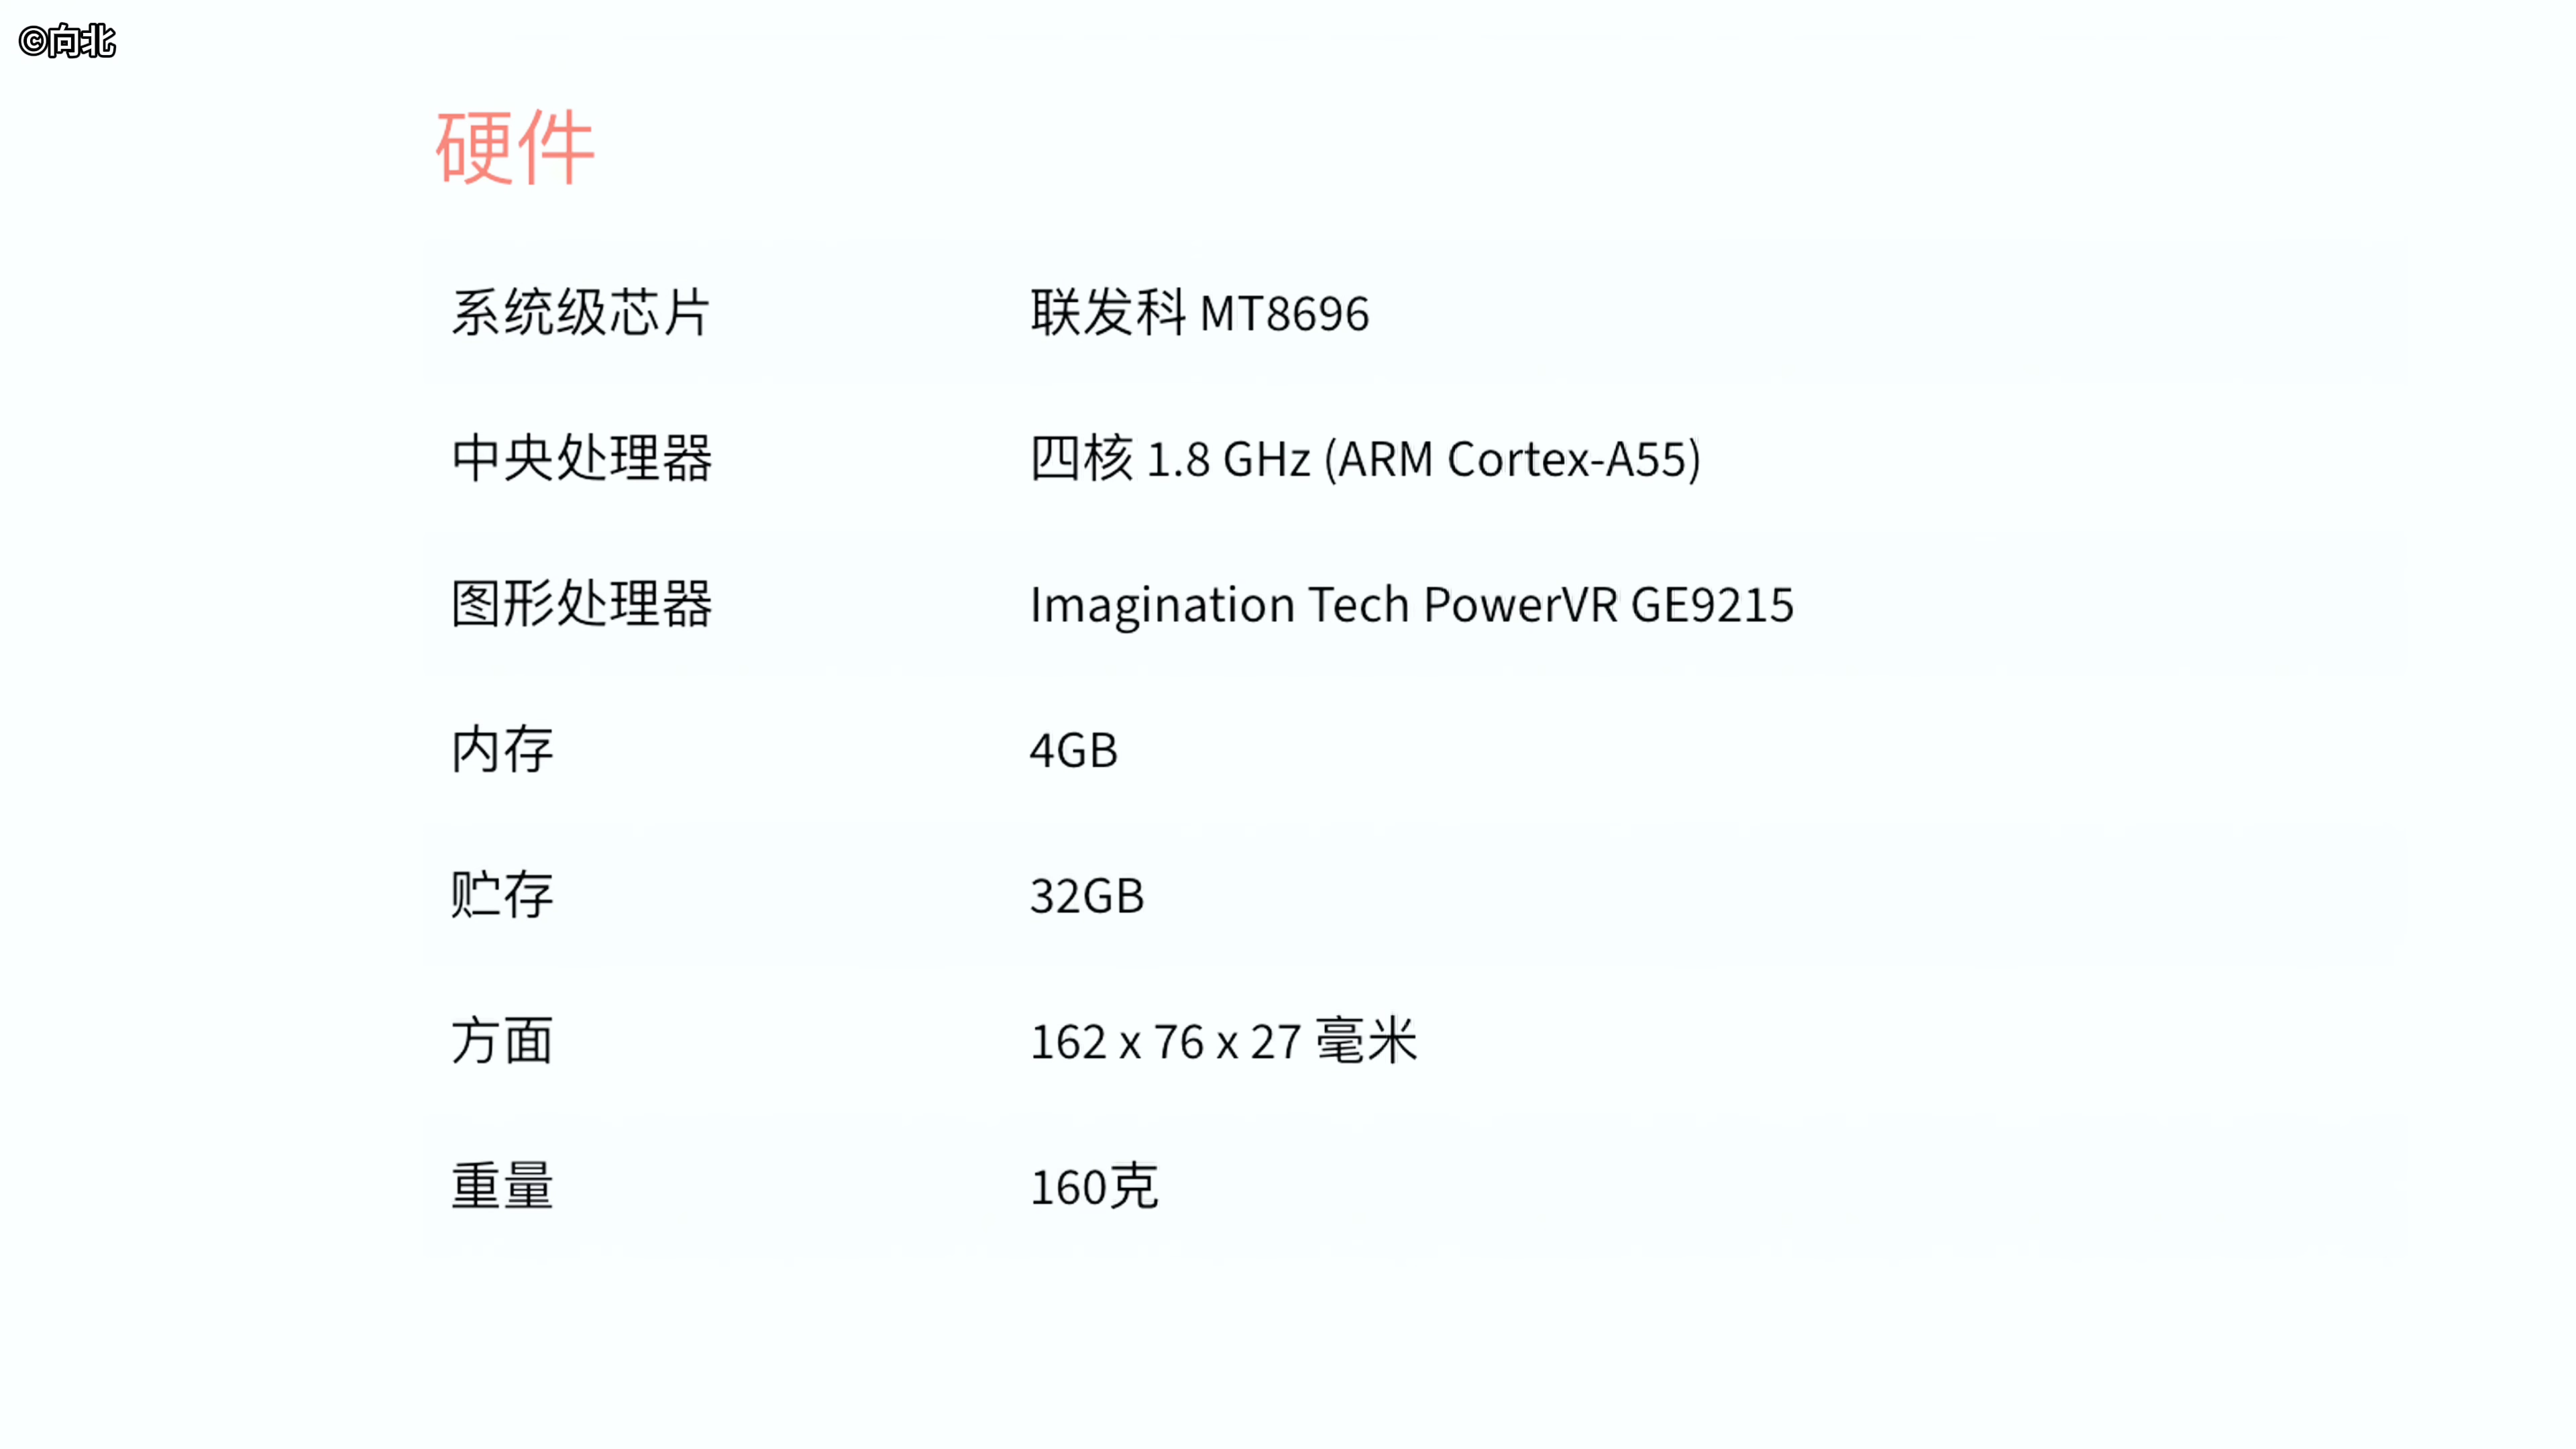 ©向北
硬件
系统级芯片 联发科 MT8696
中央处理器 四核 1.8 GHz (ARM Cortex-A55)
图形处理器 Imagination Tech PowerVR GE9215
内存 4GB
贮存 32GB
方面 162 x 76 x 27 毫米
重量 160克